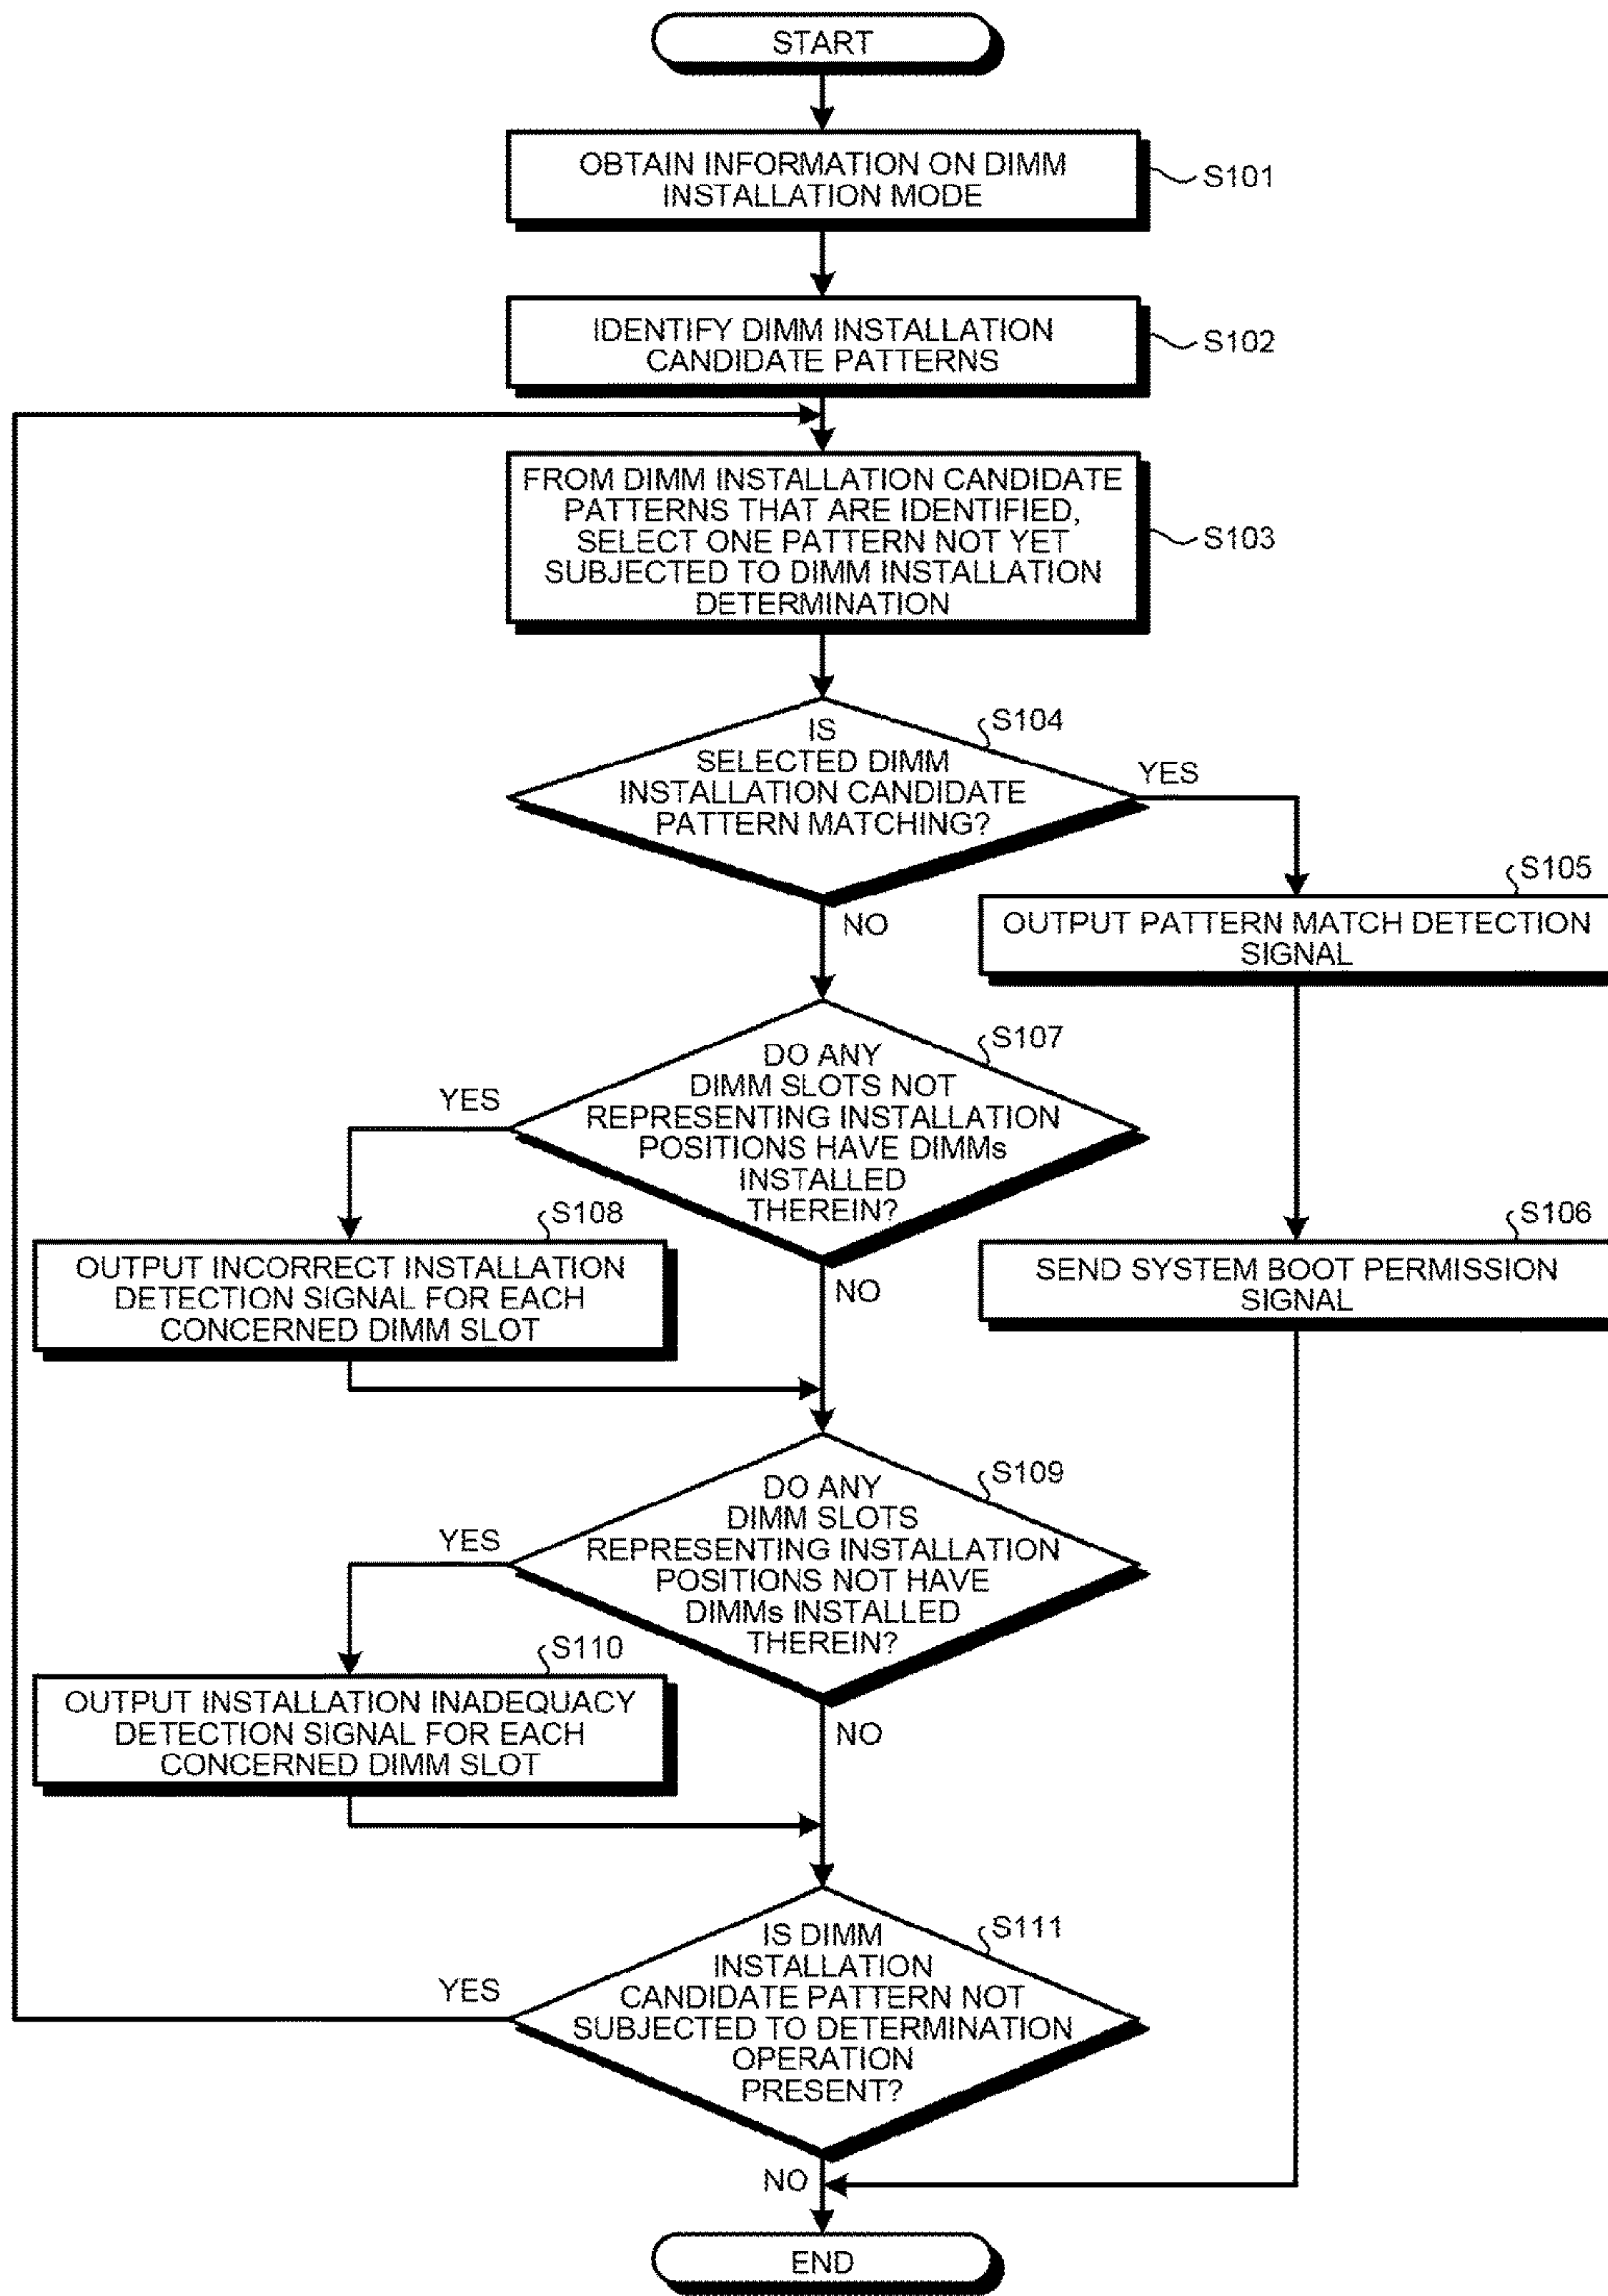 START
OBTAIN INFORMATION ON DIMM
INSTALLATION MODE
S101
IDENTIFY DIMM INSTALLATION
CANDIDATE PATTERNS
S102
FROM DIMM INSTALLATION CANDIDATE
PATTERNS THAT ARE IDENTIFIED,
SELECT ONE PATTERN NOT YET
SUBJECTED TO DIMM INSTALLATION
DETERMINATION
S103
S104
IS
SELECTED DIMM
INSTALLATION CANDIDATE
PATTERN MATCHING?
YES
NO
S105
OUTPUT PATTERN MATCH DETECTION
SIGNAL
S107
DO ANY
DIMM SLOTS NOT
REPRESENTING INSTALLATION
POSITIONS HAVE DIMMs
INSTALLED
THEREIN?
YES
NO
S108
OUTPUT INCORRECT INSTALLATION
DETECTION SIGNAL FOR EACH
CONCERNED DIMM SLOT
S106
SEND SYSTEM BOOT PERMISSION
SIGNAL
S109
DO ANY
DIMM SLOTS
REPRESENTING INSTALLATION
POSITIONS NOT HAVE
DIMMs INSTALLED
THEREIN?
YES
NO
S110
OUTPUT INSTALLATION INADEQUACY
DETECTION SIGNAL FOR EACH
CONCERNED DIMM SLOT
S111
IS DIMM
INSTALLATION
CANDIDATE PATTERN NOT
SUBJECTED TO DETERMINATION
OPERATION
PRESENT?
YES
NO
END